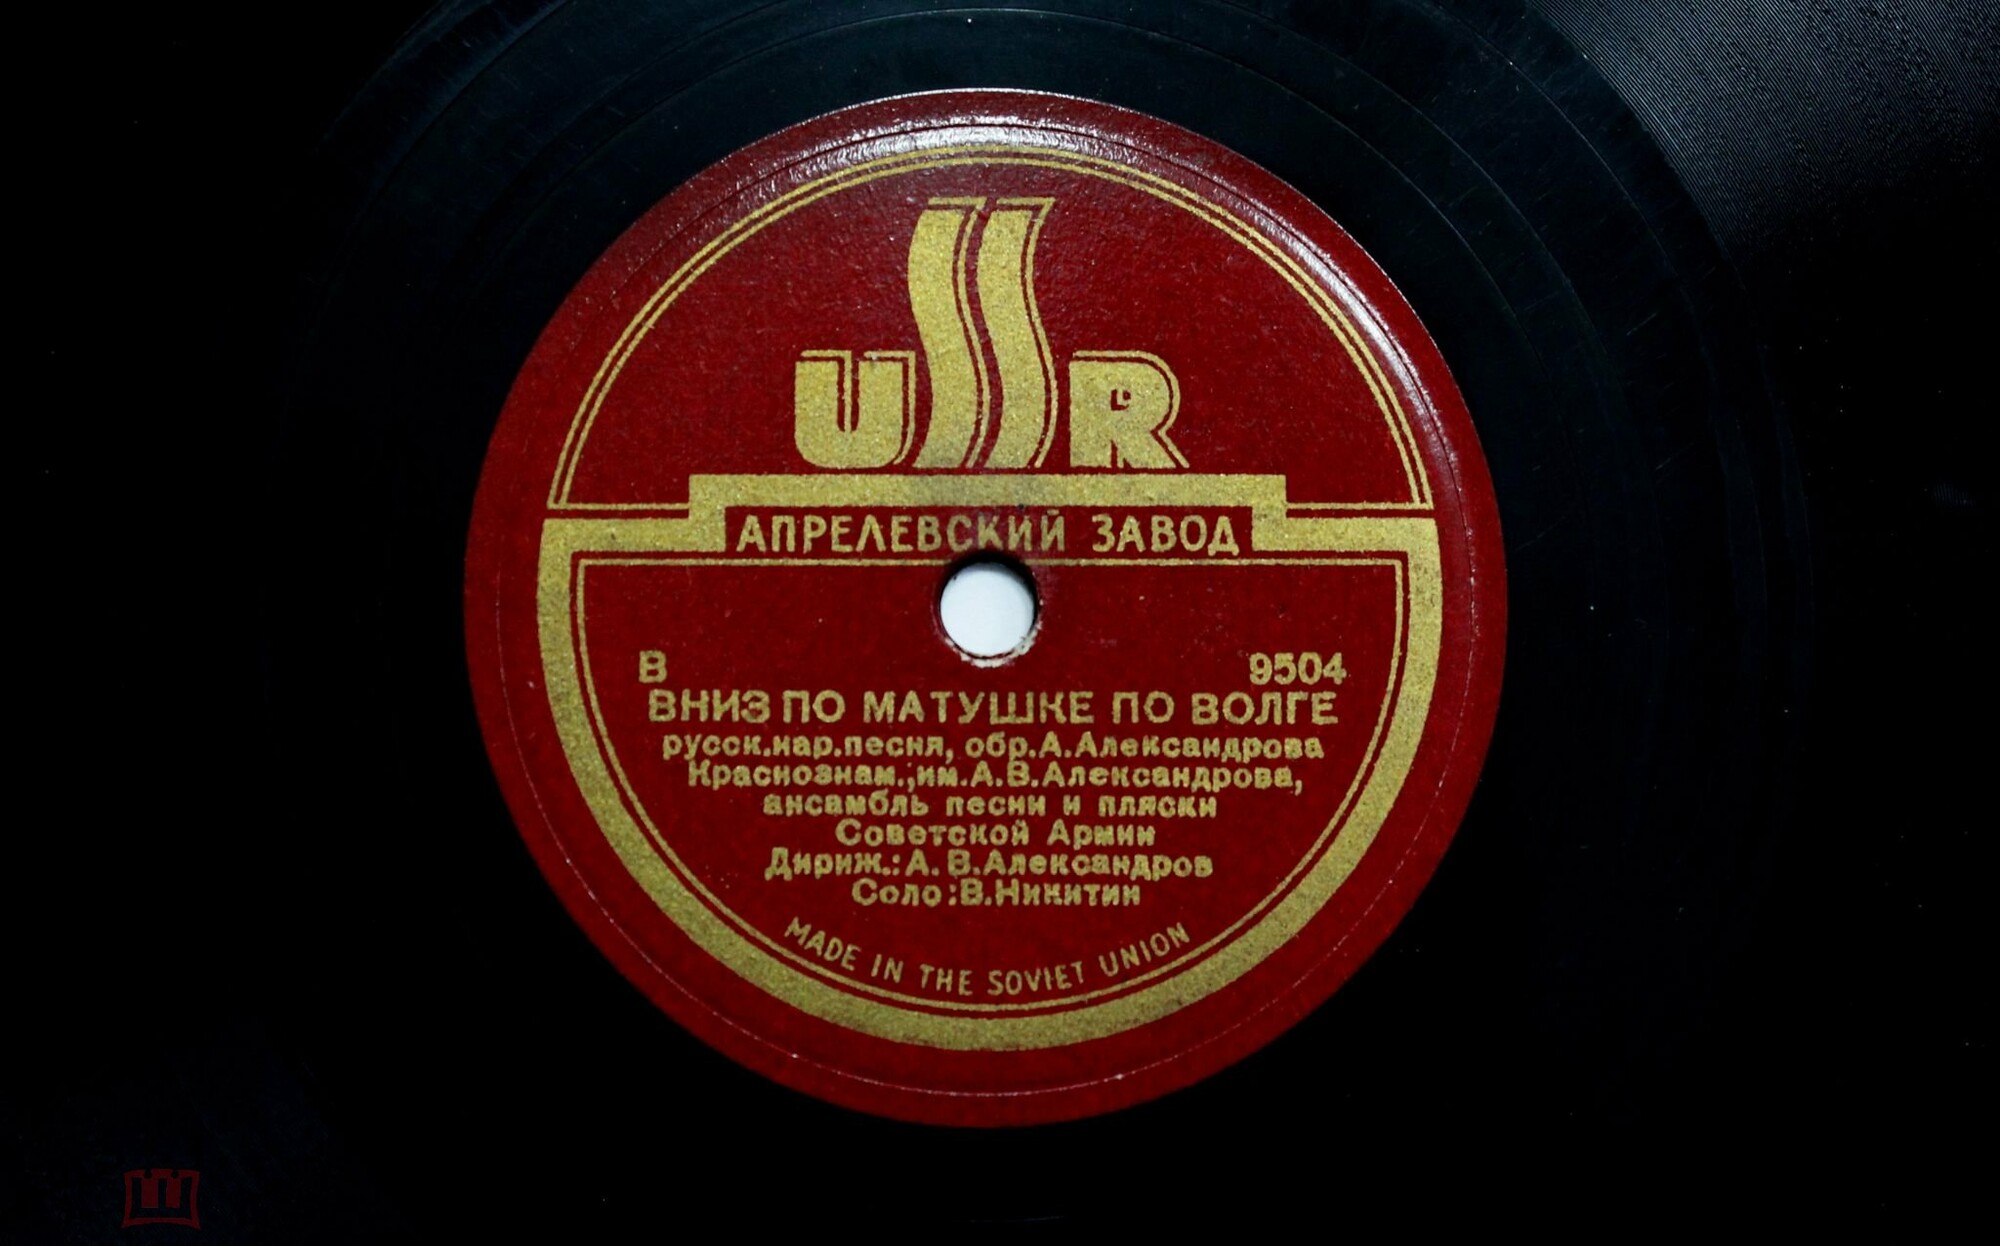 USSR
АПРЕЛЕВСКИЙ ЗАВОД
В 9504
ВНИЗ ПО МАТУШКЕ ПО ВОЛГЕ
русск.нар.песня, обр.А.Александрова
Краснознам.,им.А.В.Александрова,
ансамбль песни и пляски
Советской Армии
Дириж.: А. В.Александров
Соло:В.Никитин
MADE IN THE SOVIET UNION